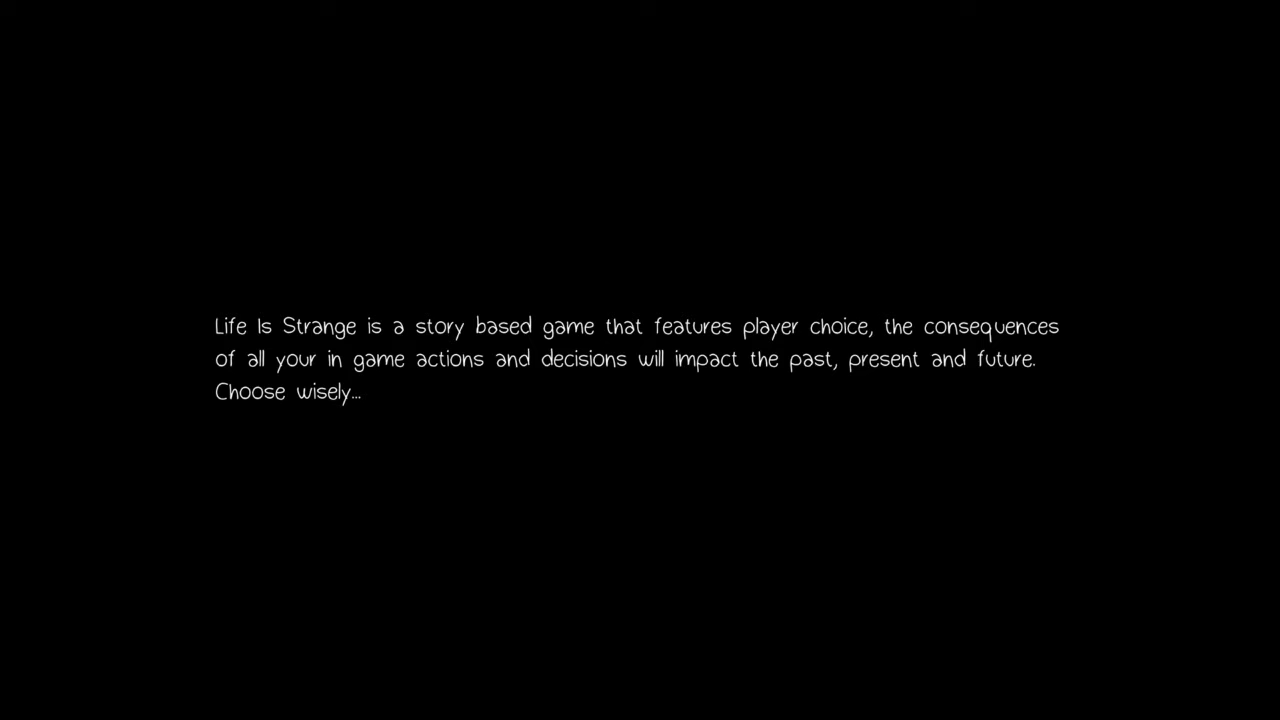 Life Is Strange is a story based game that features player choice, the consequences
of all your in game actions and decisions will impact the past, present and future.
Choose wisely...